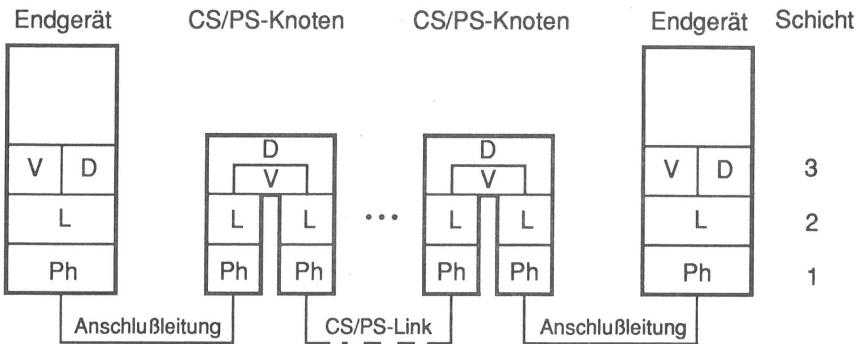 Endgerät CS/PS-Knoten CS/PS-Knoten Endgerät Schicht
D D
V D V V V D 3
L L L ... L L L 2
Ph Ph Ph Ph Ph Ph 1
Anschlußleitung CS/PS-Link Anschlußleitung